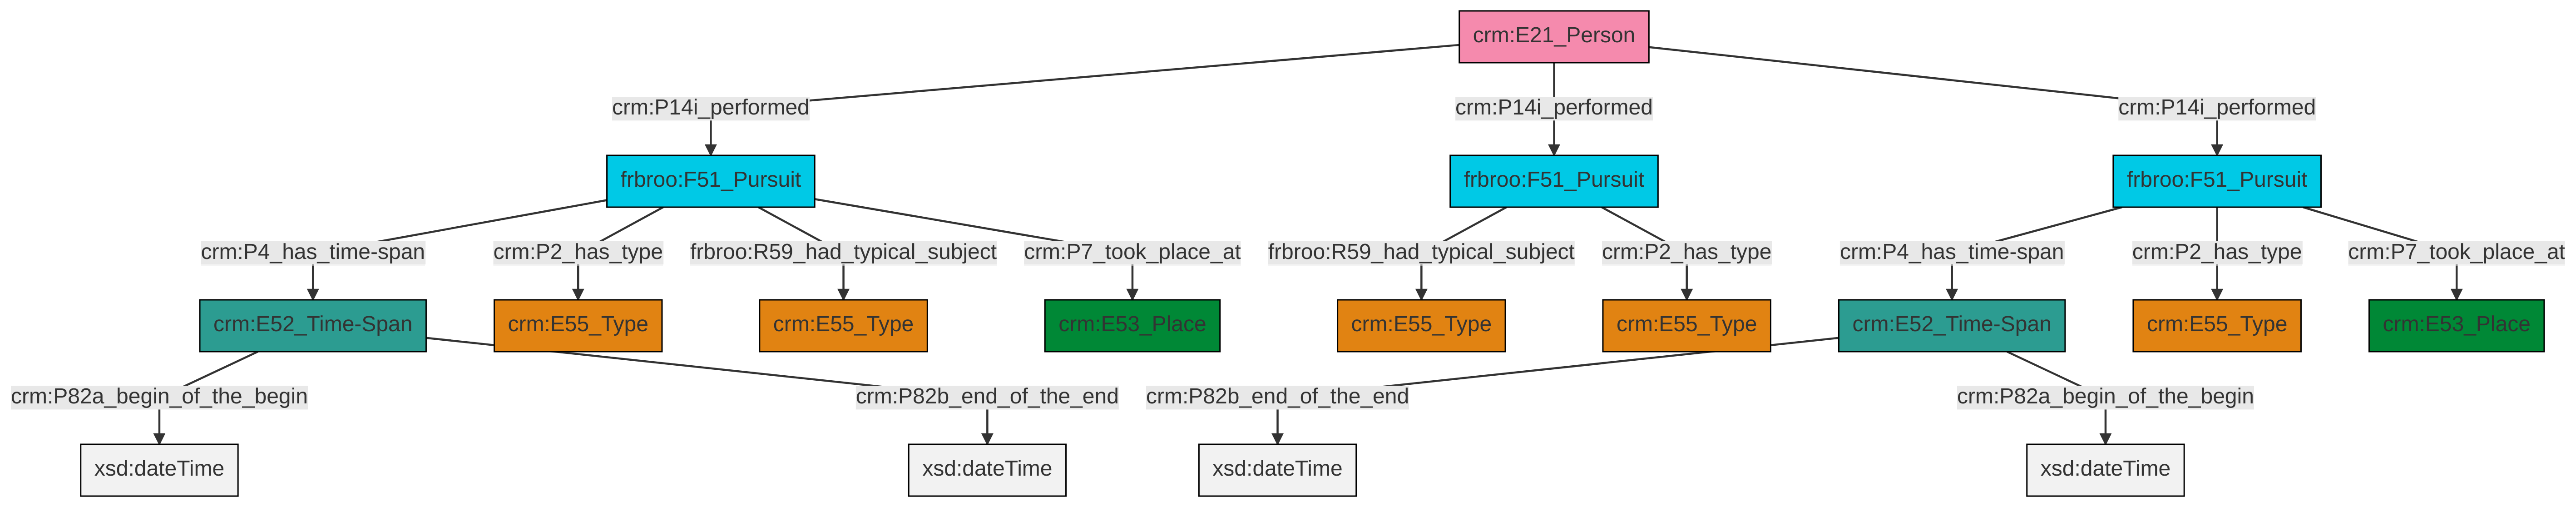 crm:E21_Person
crm:P14i_performed
crm:P14i_performed
crm:P14i_performed
frbroo:F51_Pursuit
frbroo:F51_Pursuit
frbroo:F51_Pursuit
crm:P4_has_time-span
crm:P2_has_type
frbroo:R59_had_typical_subject
crm:P7_took_place_at
frbroo:R59_had_typical_subject
crm:P2_has_type
crm:P4_has_time-span
crm:P2_has_type
crm:P7_took_place_at
crm:E52_Time-Span
crm:E55_Type
crm:E55_Type
crm:E53_Place
crm:E55_Type
crm:E55_Type
crm:E52_Time-Span
crm:E55_Type
crm:E53_Place
crm:P82a_begin_of_the_begin
crm:P82b_end_of_the_end
crm:P82b_end_of_the_end
crm:P82a_begin_of_the_begin
xsd:dateTime
xsd:dateTime
xsd:dateTime
xsd:dateTime